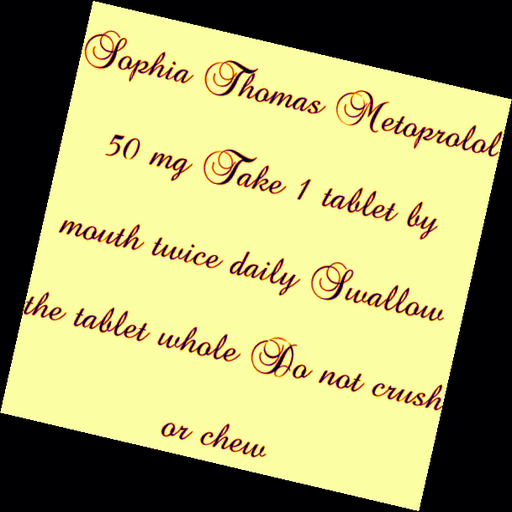 Sophia Thomas Metoprolol
50 mg Take 1 tablet by
mouth twice daily Swallow
the tablet whole Do not crush
or chew